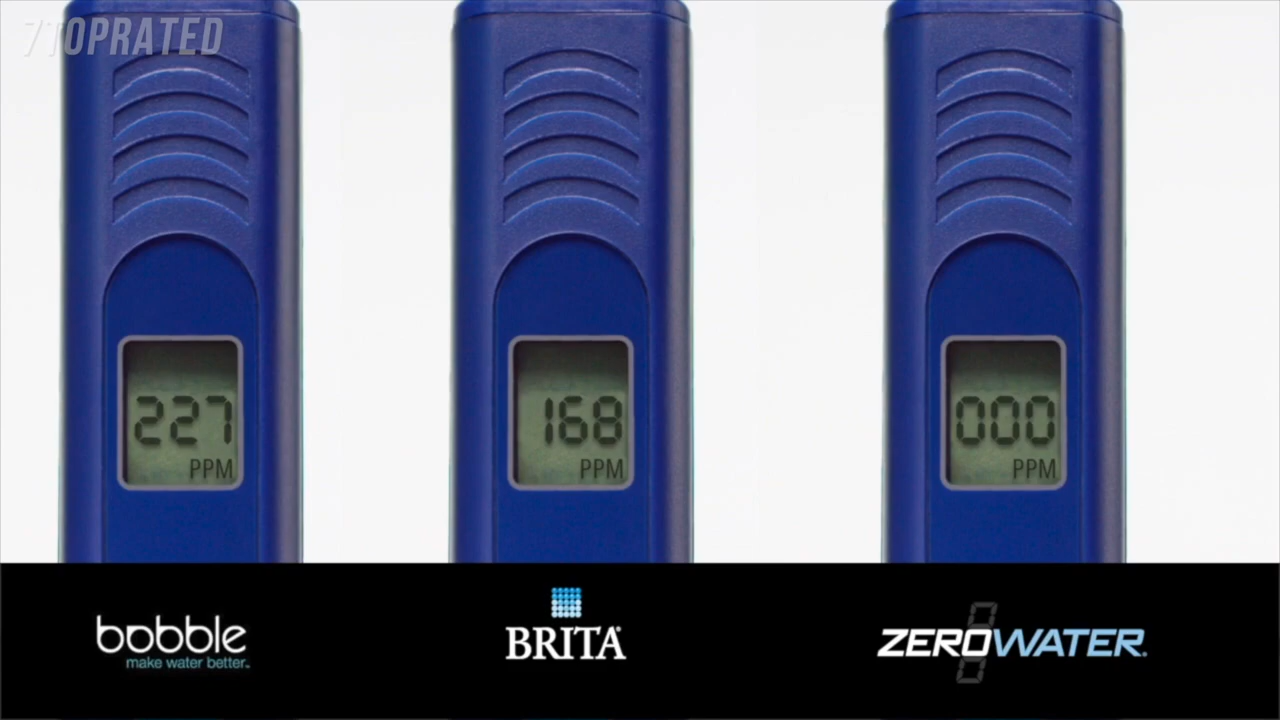 7TOPRATED
227
PPM
168
PPM
000
PPM
bobble
make water better.
BRITA®
ZEROWATER®